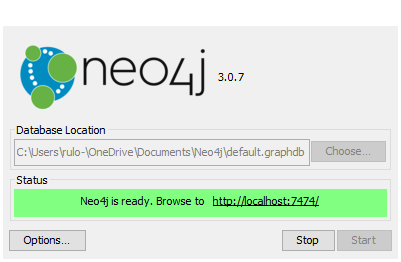 neo4j 3.0.7
Database Location
C:\Users\rulo-\OneDrive\Documents\Neo4j\default.graphdb Choose...
Status
Neo4j is ready. Browse to http://localhost:7474/
Options... Stop Start